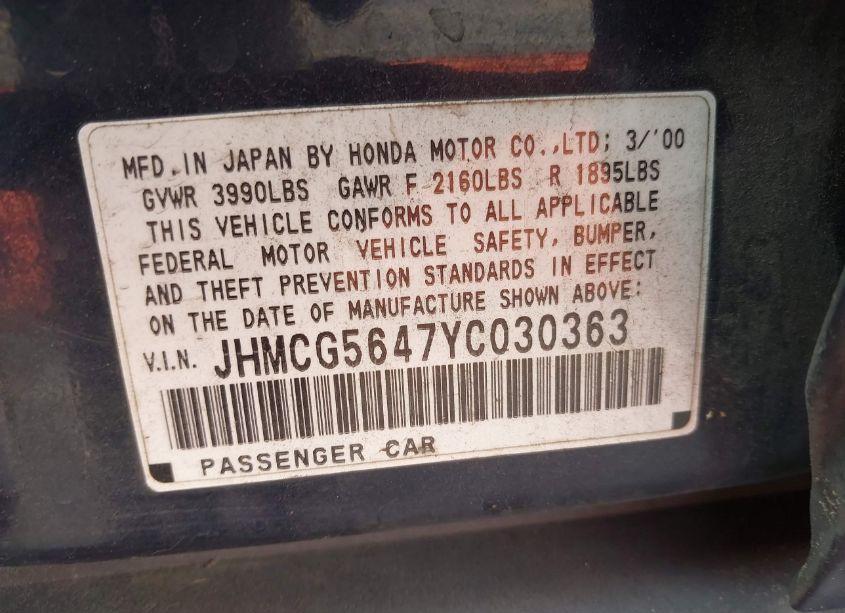 MFD. IN JAPAN BY HONDA MOTOR CO.,LTD; 3/'00
GVWR 3990LBS GAWR F 2160LBS R 1895LBS
THIS VEHICLE CONFORMS TO ALL APPLICABLE
FEDERAL MOTOR VEHICLE SAFETY, BUMPER,
AND THEFT PREVENTION STANDARDS IN EFFECT
ON THE DATE OF MANUFACTURE SHOWN ABOVE:
V.I.N. JHMCG5647YC030363
PASSENGER CAR